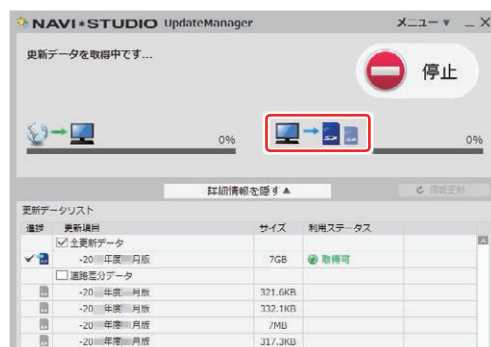 NAVI*STUDIO UpdateManager メニュー ▼ _ ×
更新データを取得中です...
停止
0% 0%
詳細情報を隠す▲ 情報更新
更新データリスト
進捗 更新項目 サイズ 利用ステータス
全更新データ
-20 年度 月版 7GB 取得可
道路差分データ
-20 年度 月版 321.6KB
-20 年度 月版 332.1KB
-20 年度 月版 7MB
-20 年度 月版 317.3KB